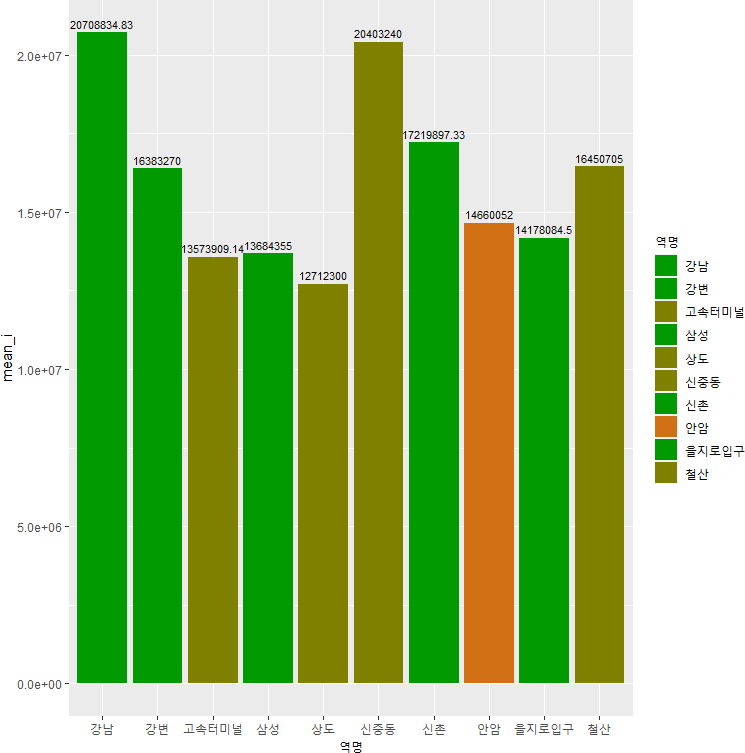 20708834.83
16383270
13573909.14
13684355
12712300
20403240
17219897.33
14660052
14178084.5
16450705
2.0e+07
1.5e+07
1.0e+07
5.0e+06
0.0e+00
mean_i
강남 강변 고속터미널 삼성 상도 신중동 신촌 안암 을지로입구 철산
역명
역명
강남
강변
고속터미널
삼성
상도
신중동
신촌
안암
을지로입구
철산